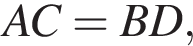 AC = BD,